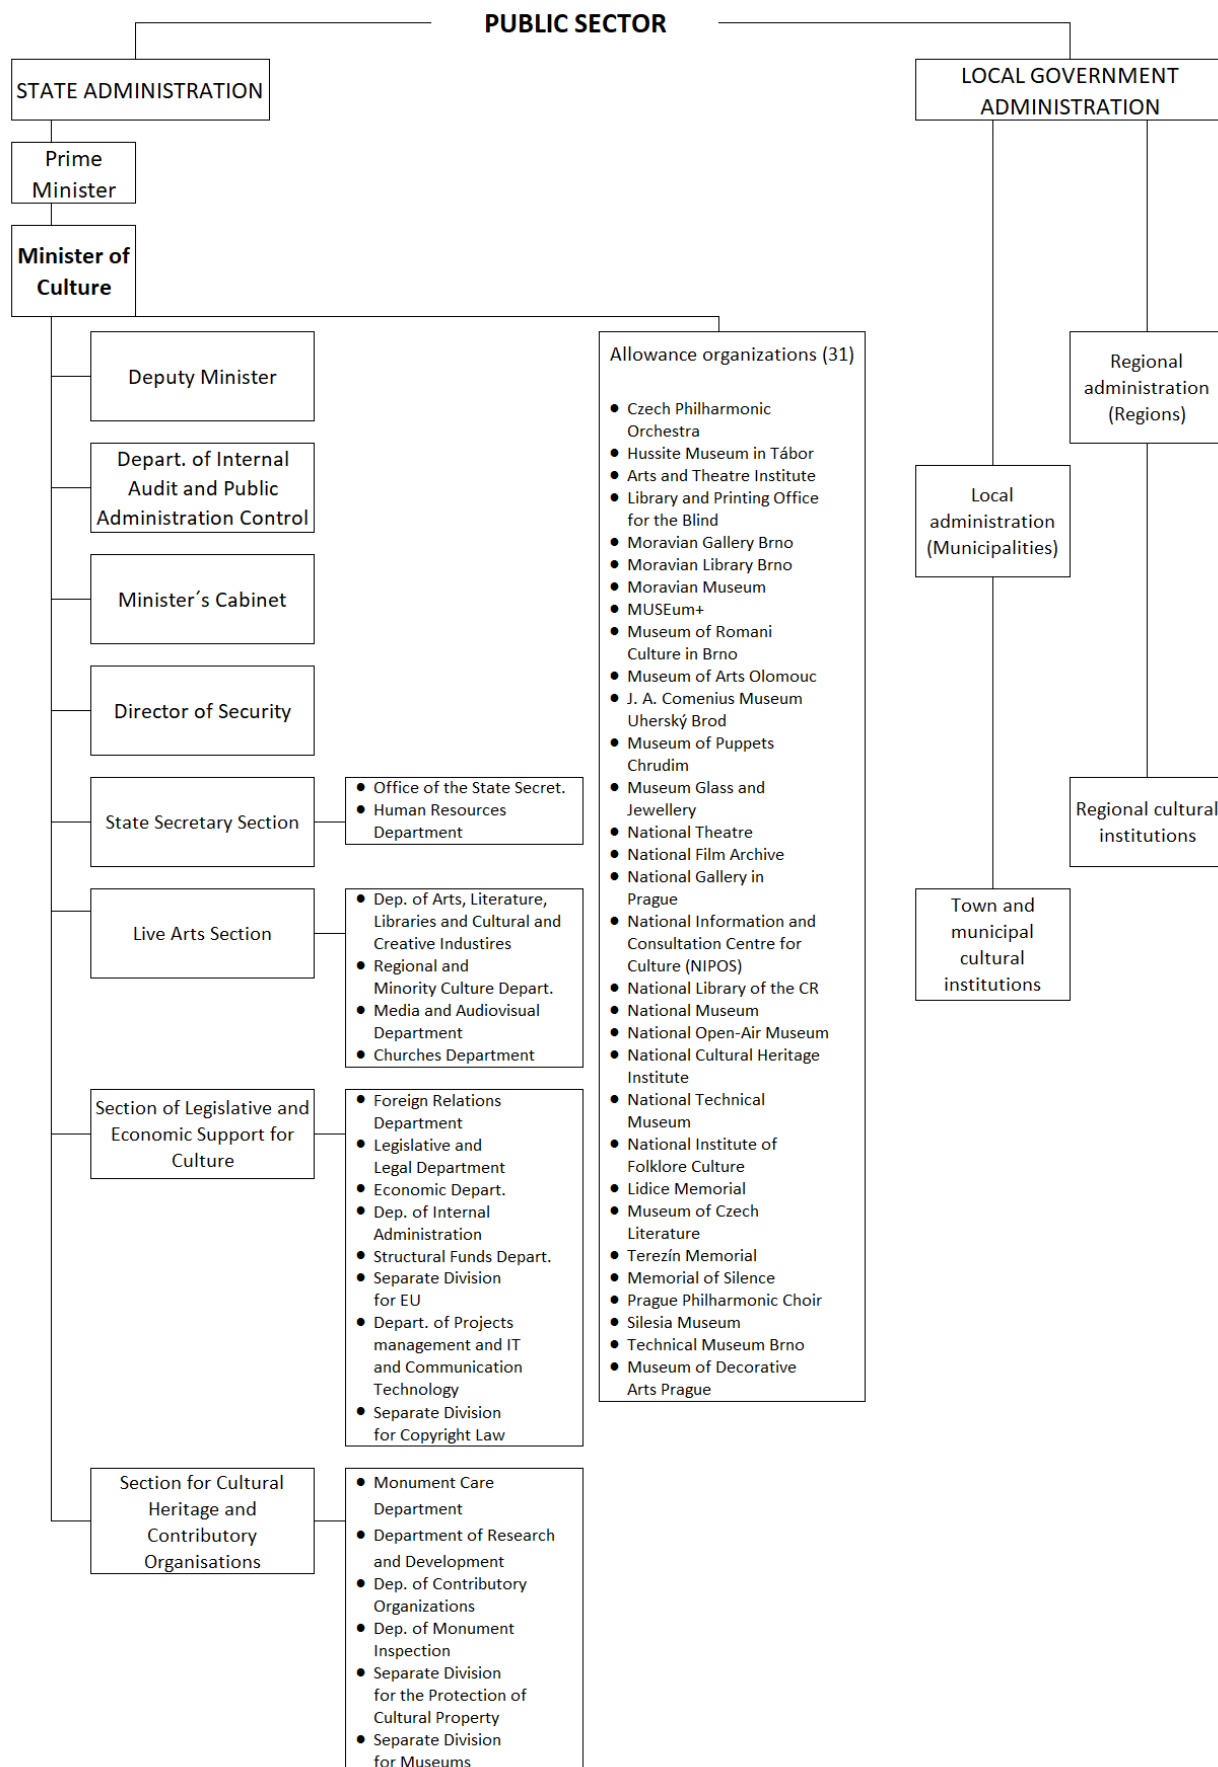 PUBLIC SECTOR
STATE ADMINISTRATION
LOCAL GOVERNMENT
ADMINISTRATION
Prime
Minister
Minister of
Culture
Deputy Minister
Depart. of Internal
Audit and Public
Administration Control
Minister´s Cabinet
Director of Security
State Secretary Section
● Office of the State Secret.
● Human Resources
Department
Live Arts Section
● Dep. of Arts, Literature,
Libraries and Cultural and
Creative Industires
● Regional and
Minority Culture Depart.
● Media and Audiovisual
Department
● Churches Department
Section of Legislative and
Economic Support for
Culture
● Foreign Relations
Department
● Legislative and
Legal Department
● Economic Depart.
● Dep. of Internal
Administration
● Structural Funds Depart.
● Separate Division
for EU
● Depart. of Projects
management and IT
and Communication
Technology
● Separate Division
for Copyright Law
Section for Cultural
Heritage and
Contributory
Organisations
● Monument Care
Department
● Department of Research
and Development
● Dep. of Contributory
Organizations
● Dep. of Monument
Inspection
● Separate Division
for the Protection of
Cultural Property
● Separate Division
for Museums
Allowance organizations (31)
● Czech Philharmonic
Orchestra
● Hussite Museum in Tábor
● Arts and Theatre Institute
● Library and Printing Office
for the Blind
● Moravian Gallery Brno
● Moravian Library Brno
● Moravian Museum
● MUSEum+
● Museum of Romani
Culture in Brno
● Museum of Arts Olomouc
● J. A. Comenius Museum
Uherský Brod
● Museum of Puppets
Chrudim
● Museum Glass and
Jewellery
● National Theatre
● National Film Archive
● National Gallery in
Prague
● National Information and
Consultation Centre for
Culture (NIPOS)
● National Library of the CR
● National Museum
● National Open-Air Museum
● National Cultural Heritage
Institute
● National Technical
Museum
● National Institute of
Folklore Culture
● Lidice Memorial
● Museum of Czech
Literature
● Terezín Memorial
● Memorial of Silence
● Prague Philharmonic Choir
● Silesia Museum
● Technical Museum Brno
● Museum of Decorative
Arts Prague
Local
administration
(Municipalities)
Town and
municipal
cultural
institutions
Regional
administration
(Regions)
Regional cultural
institutions